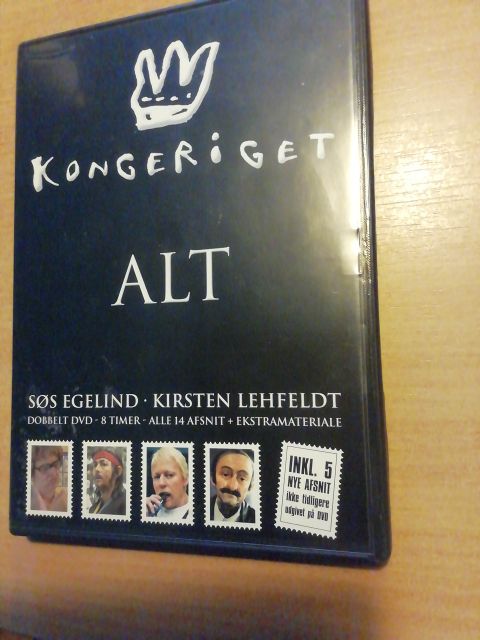 KONGERiGET
ALT
SØS EGELIND · KIRSTEN LEHFELDT
DOBBELT DVD - 8 TIMER - ALLE 14 AFSNIT + EKSTRAMATERIALE
INKL. 5
NYE AFSNIT
ikke tidligere
udgivet på DVD